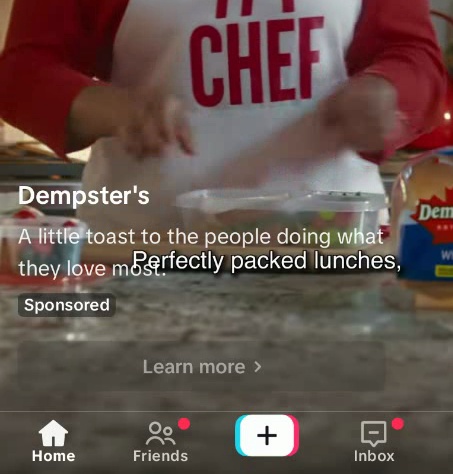 CHEF
Dempster's
A little toast to the people doing what
they love most.
Perfectly packed lunches,
Sponsored
Learn more >
Home
Friends
+
Inbox